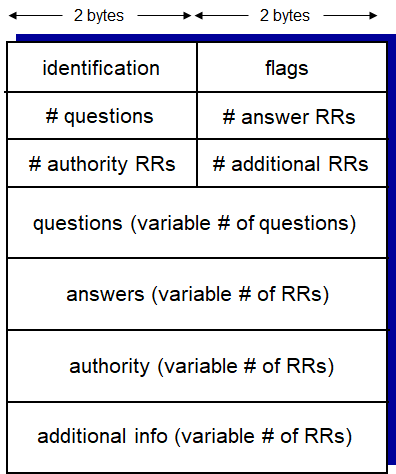 2 bytes 2 bytes
identification flags
# questions # answer RRs
# authority RRs # additional RRs
questions (variable # of questions)
answers (variable # of RRs)
authority (variable # of RRs)
additional info (variable # of RRs)